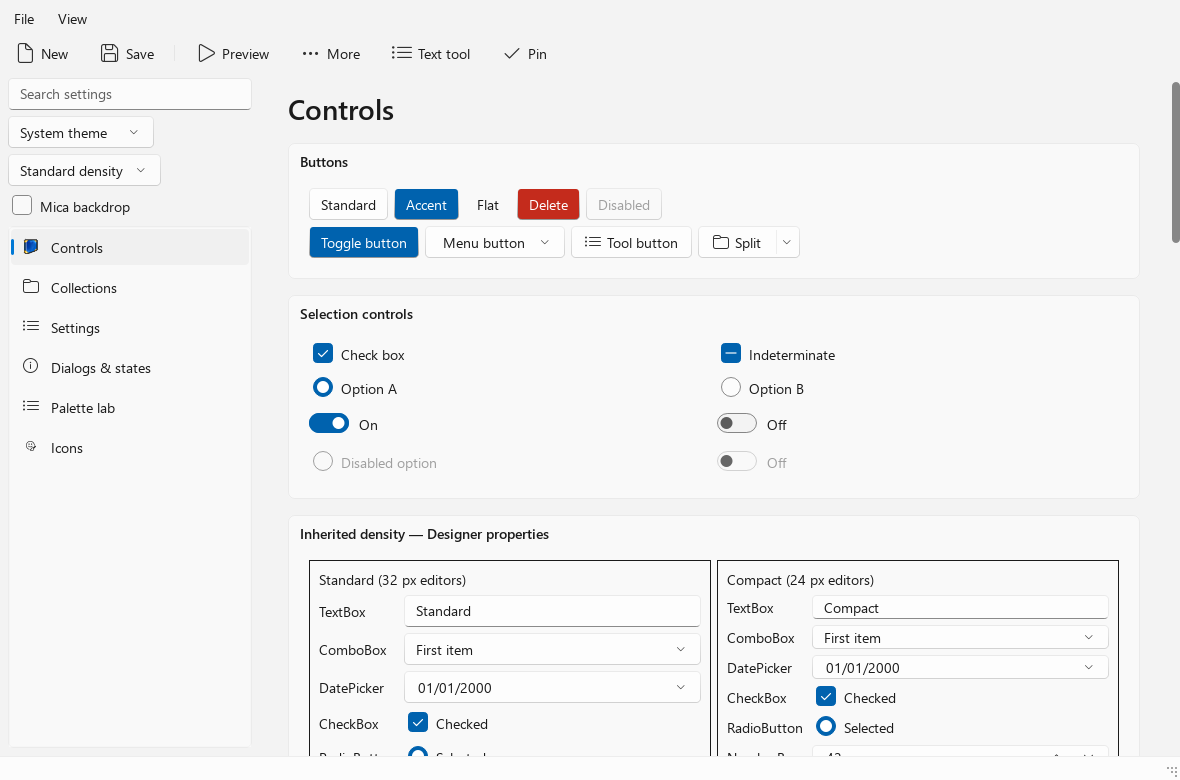 File View
New Save Preview More Text tool Pin
Search settings
System theme
Standard density
Mica backdrop
Controls
Collections
Settings
Dialogs & states
Palette lab
Icons
Controls
Buttons
Standard Accent Flat Delete Disabled
Toggle button Menu button Tool button Split
Selection controls
Check box Indeterminate
Option A Option B
On Off
Disabled option Off
Inherited density — Designer properties
Standard (32 px editors)
TextBox Standard
ComboBox First item
DatePicker 01/01/2000
CheckBox Checked
Compact (24 px editors)
TextBox Compact
ComboBox First item
DatePicker 01/01/2000
CheckBox Checked
RadioButton Selected